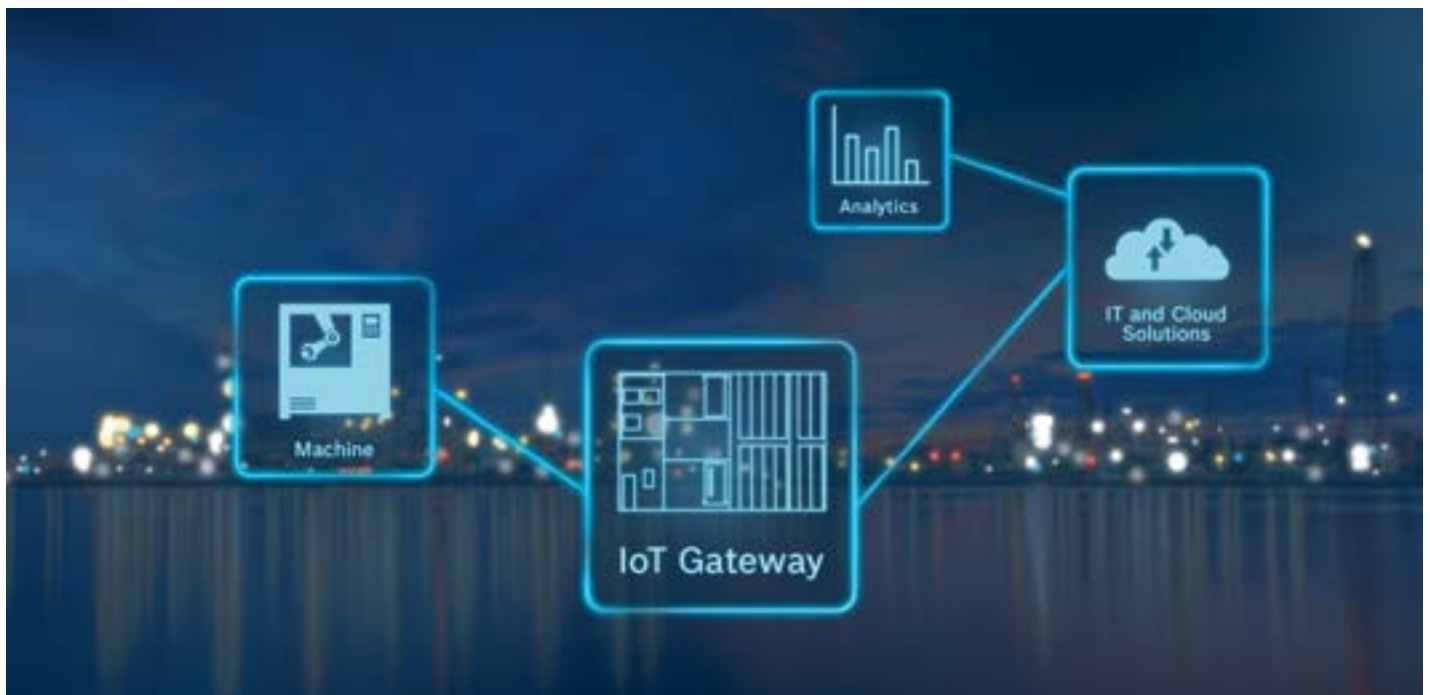 Analytics
IT and Cloud
Solutions
Machine
IoT Gateway